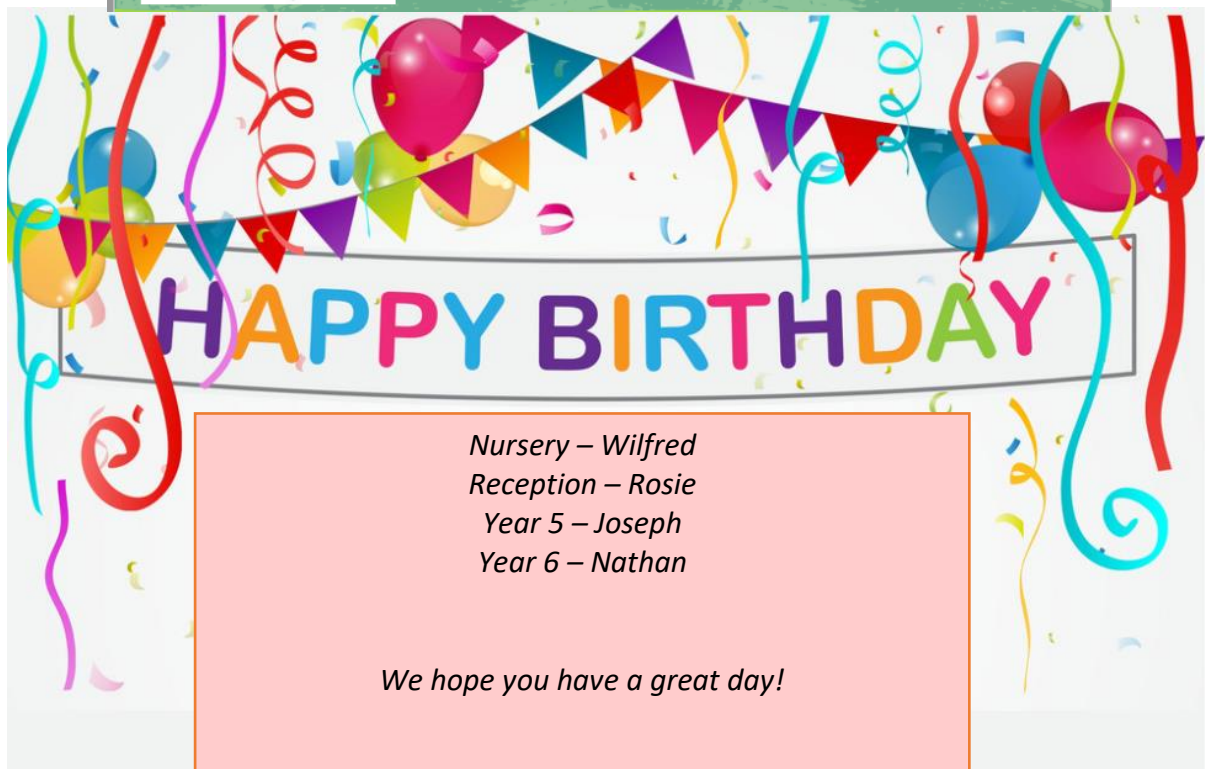 HAPPY BIRTHDAY
Nursery – Wilfred
Reception – Rosie
Year 5 – Joseph
Year 6 – Nathan
We hope you have a great day!